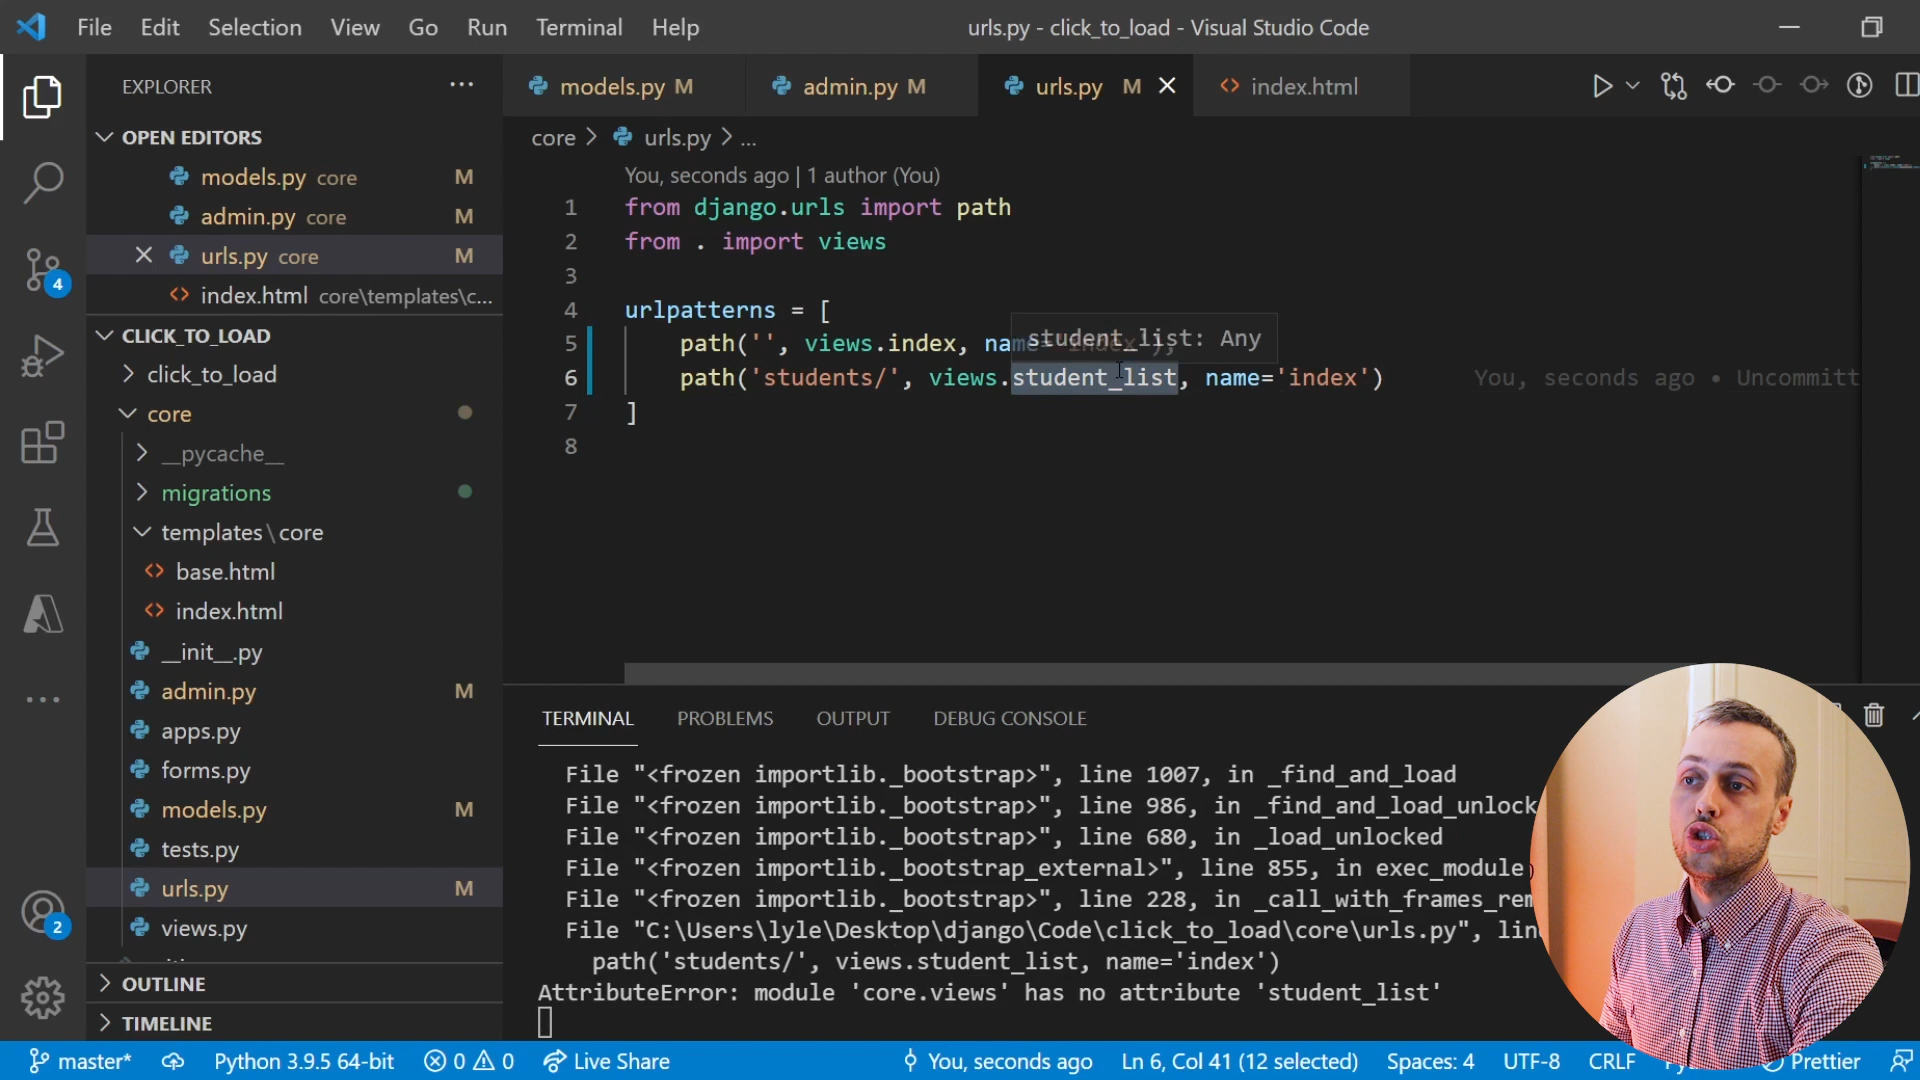 File Edit Selection View Go Run Terminal Help
urls.py - click_to_load - Visual Studio Code
EXPLORER
OPEN EDITORS
models.py core M
admin.py core M
urls.py core M
index.html core\templates\c...
CLICK_TO_LOAD
click_to_load
core
__pycache__
migrations
templates\core
base.html
index.html
__init__.py
admin.py M
apps.py
forms.py
models.py M
tests.py
urls.py M
views.py
OUTLINE
TIMELINE
4
2
models.py M admin.py M urls.py M index.html
core > urls.py > ...
You, seconds ago | 1 author (You)
1 from django.urls import path
2 from . import views
3
4 urlpatterns = [
student_list: Any
5 path('', views.index, name='index'),
6 path('students/', views.student_list, name='index') You, seconds ago • Uncommitt
7 ]
8
TERMINAL PROBLEMS OUTPUT DEBUG CONSOLE
File "<frozen importlib._bootstrap>", line 1007, in _find_and_load
File "<frozen importlib._bootstrap>", line 986, in _find_and_load_unlock
File "<frozen importlib._bootstrap>", line 680, in _load_unlocked
File "<frozen importlib._bootstrap_external>", line 855, in exec_module
File "<frozen importlib._bootstrap>", line 228, in _call_with_frames_rem
File "C:\Users\lyle\Desktop\django\Code\click_to_load\core\urls.py", lin
path('students/', views.student_list, name='index')
AttributeError: module 'core.views' has no attribute 'student_list'
master* Python 3.9.5 64-bit 0 0 Live Share You, seconds ago Ln 6, Col 41 (12 selected) Spaces: 4 UTF-8 CRLF Prettier